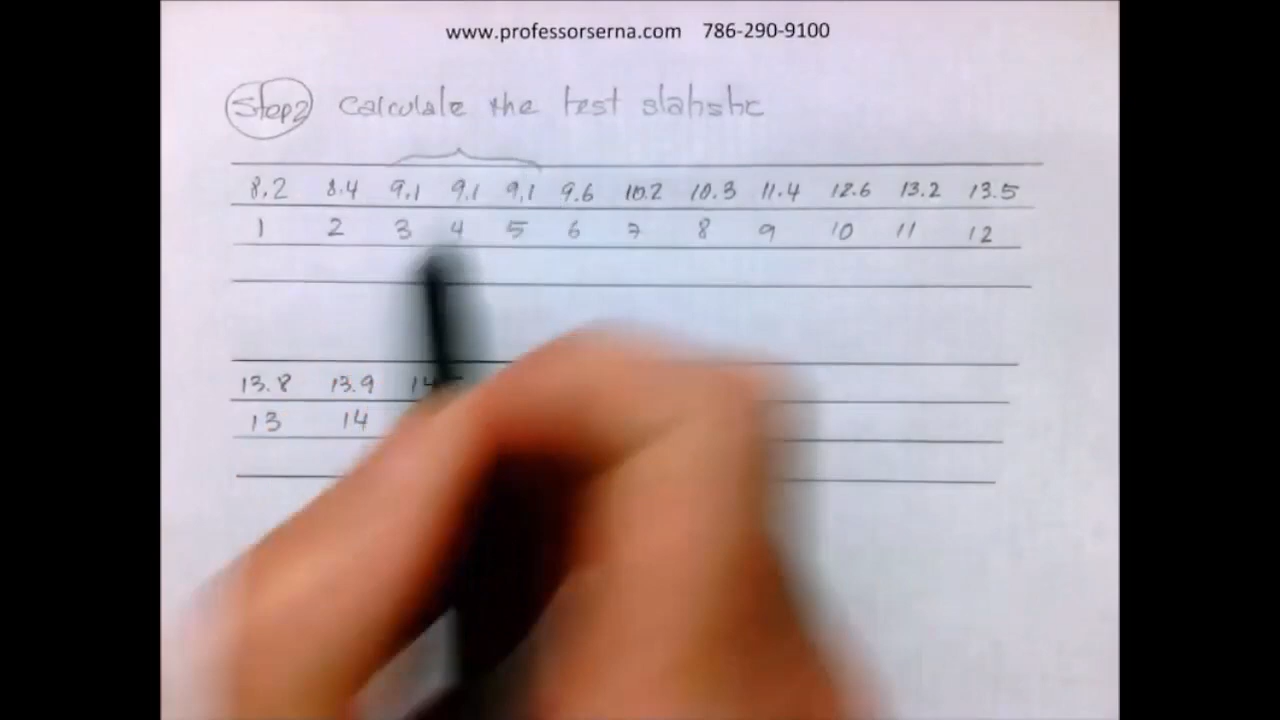 www.professorserna.com 786-290-9100
Step2 Calculate the test statistic
8.2 8.4 9.1 9.1 9.1 9.6 10.2 10.3 11.4 12.6 13.2 13.5
1 2 3 4 5 6 7 8 9 10 11 12
13.8 13.9
13 14